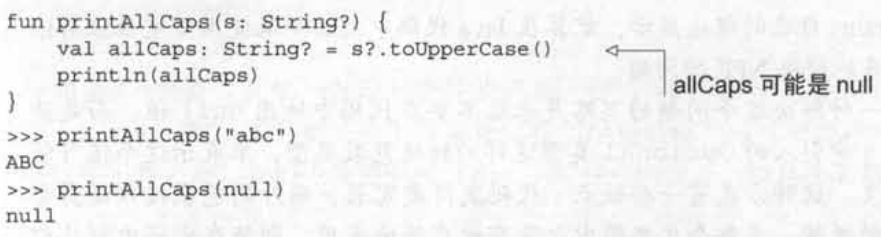 fun printAllCaps(s: String?) {
    val allCaps: String? = s?.toUpperCase()
    println(allCaps)
}
allCaps 可能是 null
>>> printAllCaps("abc")
ABC
>>> printAllCaps(null)
null